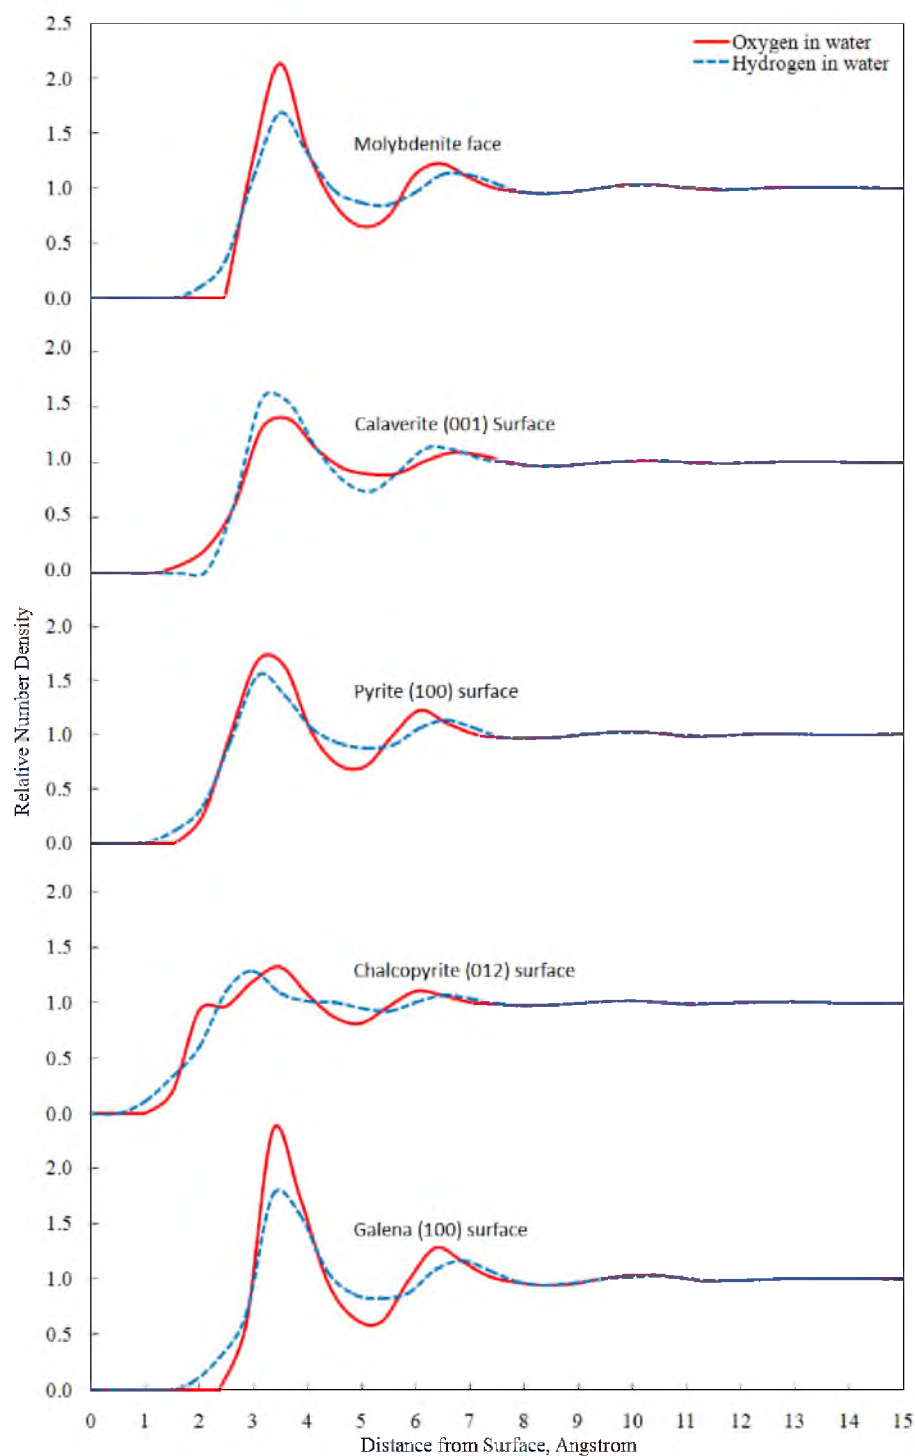 2.5
Oxygen in water
Hydrogen in water
2.0
Molybdenite face
1.5
1.0
0.5
0.0
2.0
1.5
Calaverite (001) Surface
1.0
0.5
0.0
Relative Number Density
2.0
Pyrite (100) surface
1.5
1.0
0.5
0.0
2.0
1.5
Chalcopyrite (012) surface
1.0
0.5
0.0
2.0
1.5
Galena (100) surface
1.0
0.5
0.0
0 1 2 3 4 5 6 7 8 9 10 11 12 13 14 15
Distance from Surface, Angstrom